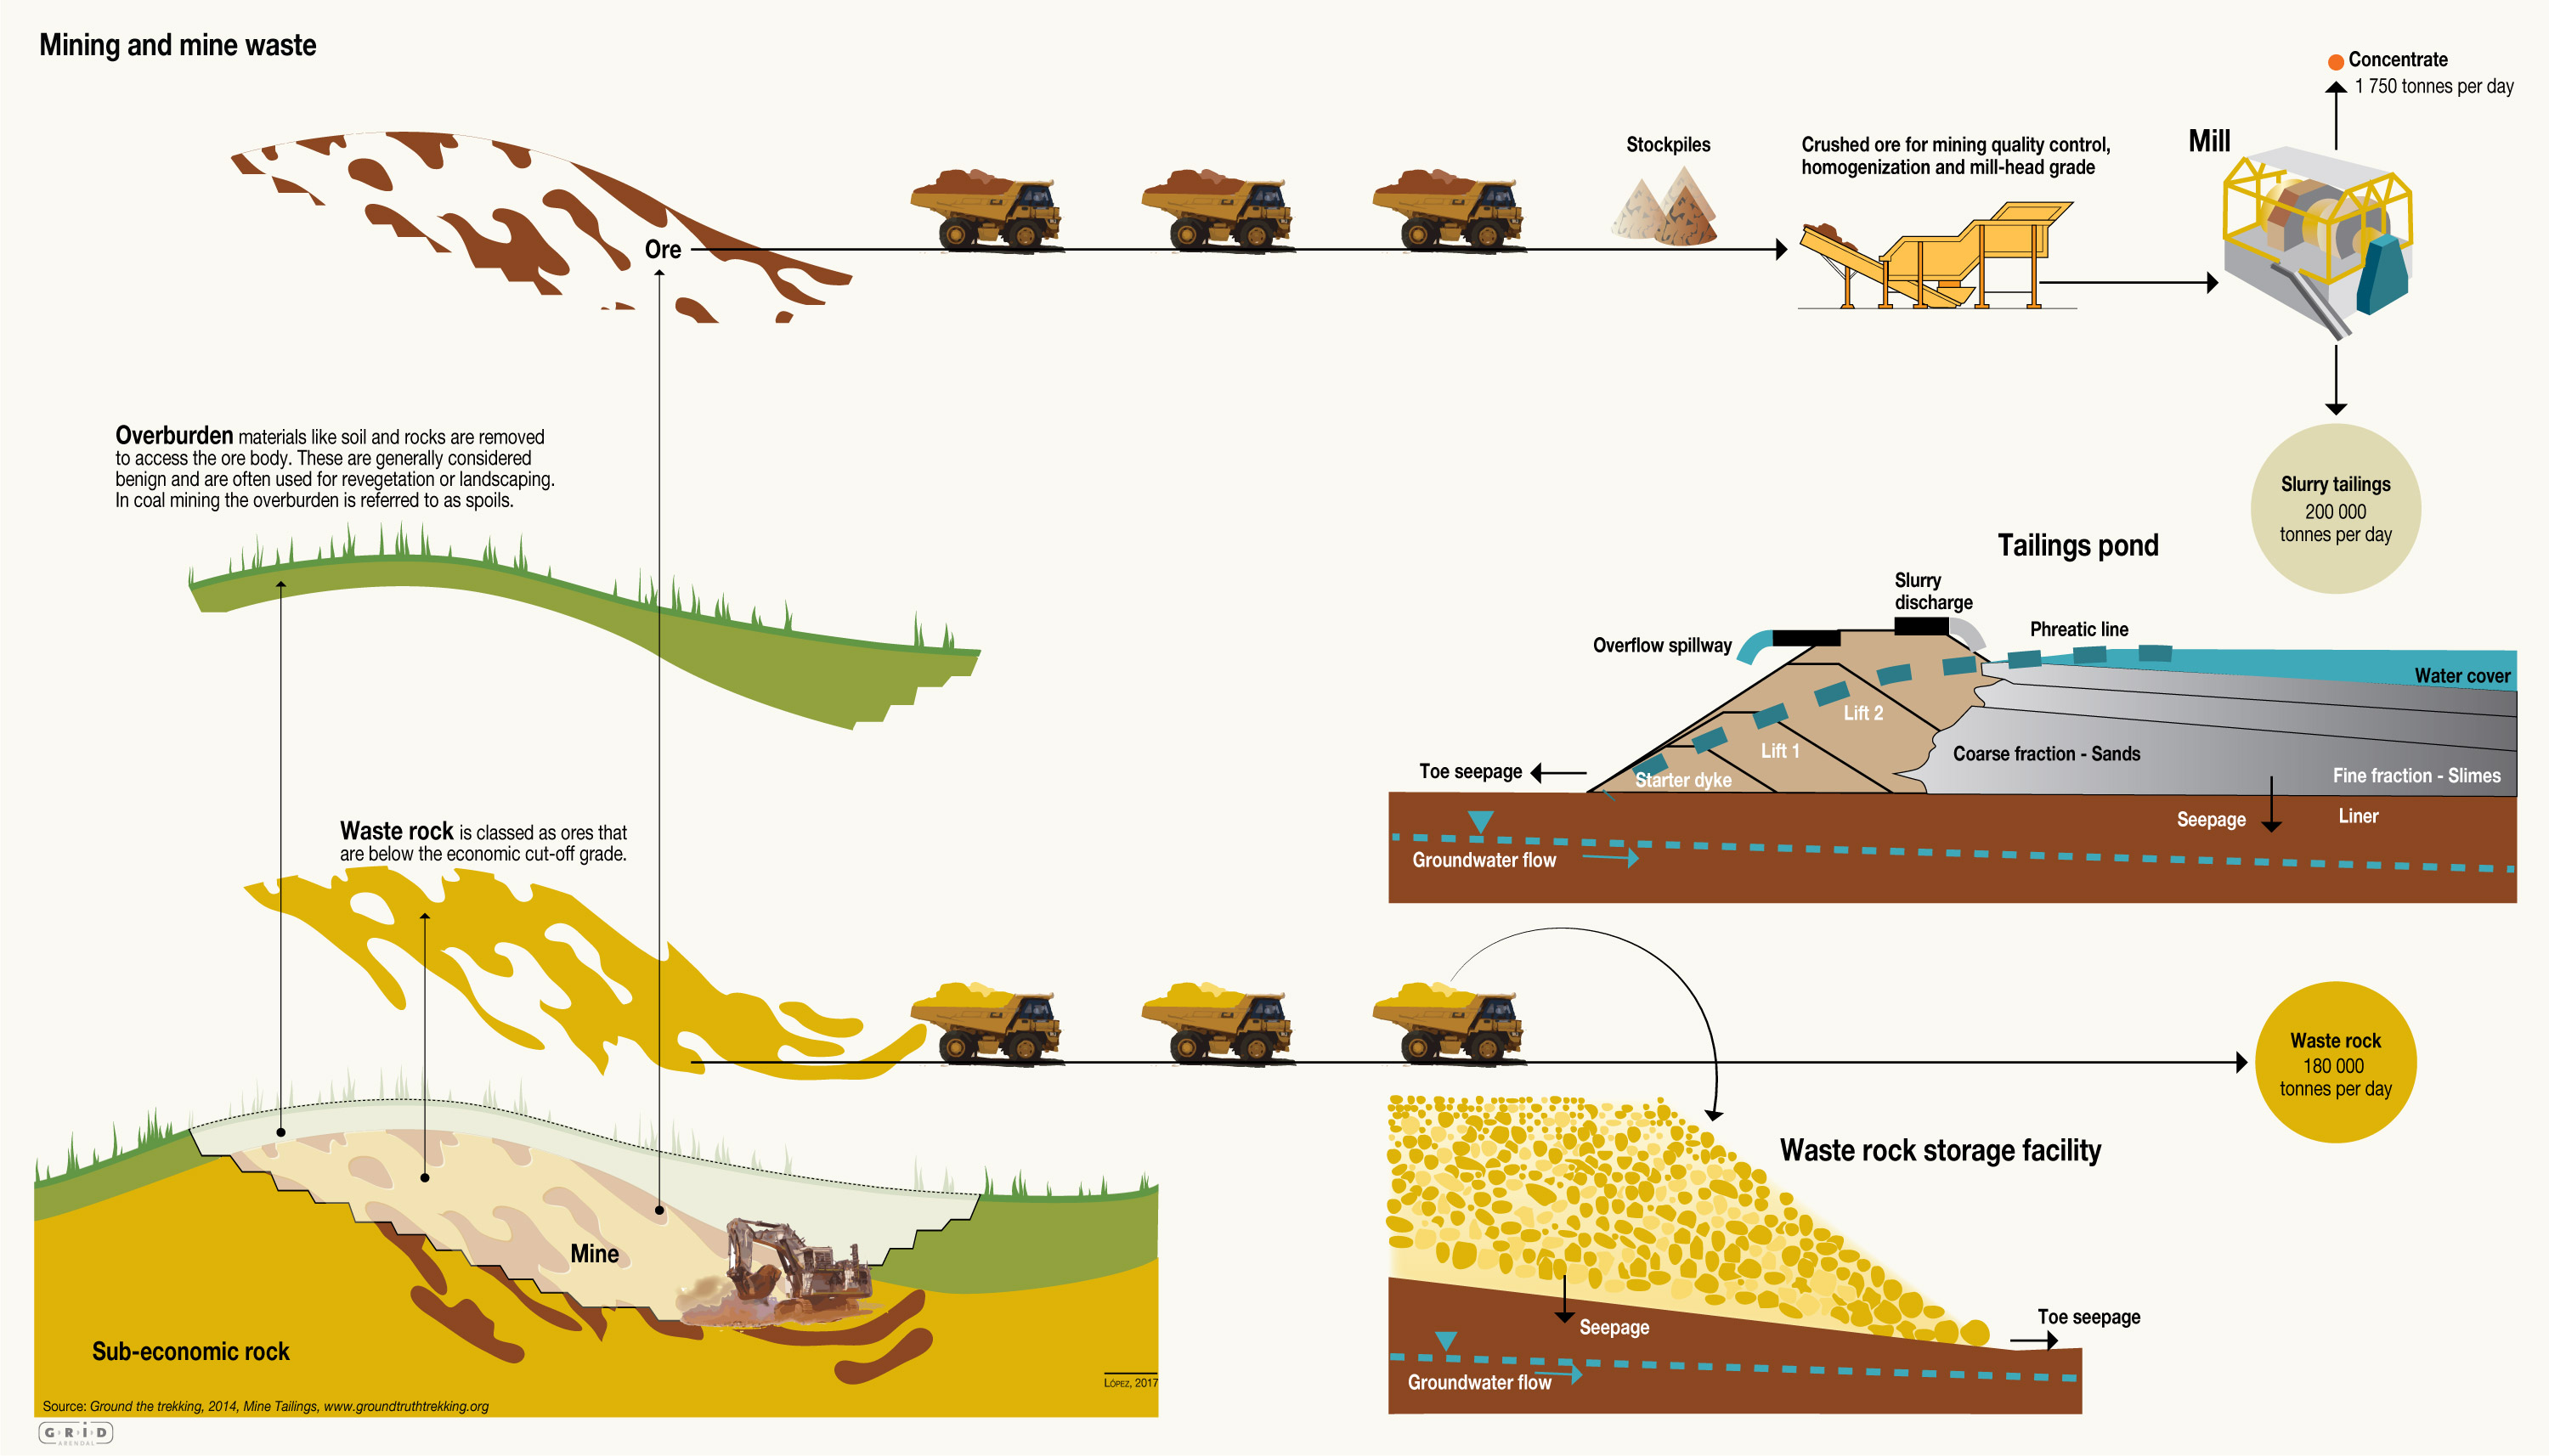 Mining and mine waste
Concentrate
1 750 tonnes per day
Mill
Stockpiles
Crushed ore for mining quality control,
homogenization and mill-head grade
Ore
Overburden materials like soil and rocks are removed
to access the ore body. These are generally considered
benign and are often used for revegetation or landscaping.
In coal mining the overburden is referred to as spoils.
Slurry tailings
200 000
tonnes per day
Tailings pond
Slurry
discharge
Overflow spillway
Phreatic line
Water cover
Lift 2
Lift 1
Starter dyke
Coarse fraction - Sands
Fine fraction - Slimes
Toe seepage
Seepage
Liner
Groundwater flow
Waste rock is classed as ores that
are below the economic cut-off grade.
Waste rock
180 000
tonnes per day
Waste rock storage facility
Mine
Sub-economic rock
Toe seepage
Seepage
Groundwater flow
López, 2017
Source: Ground the trekking, 2014, Mine Tailings, www.groundtruthtrekking.org
G R I D
ARENDAL